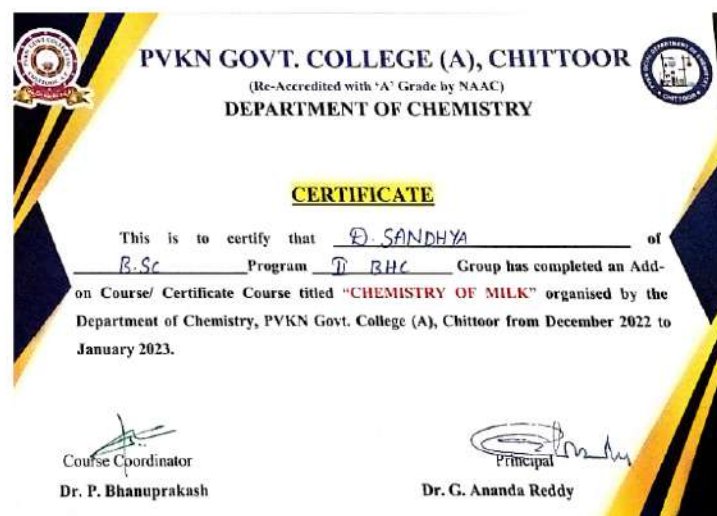 PVKN GOVT. COLLEGE (A), CHITTOOR
(Re-Accredited with ‘A’ Grade by NAAC)
DEPARTMENT OF CHEMISTRY
CERTIFICATE
This is to certify that D. SANDHYA of
B.Sc Program II BHC Group has completed an Add-
on Course/ Certificate Course titled “CHEMISTRY OF MILK” organised by the
Department of Chemistry, PVKN Govt. College (A), Chittoor from December 2022 to
January 2023.
Course Coordinator
Principal
Dr. P. Bhanuprakash
Dr. G. Ananda Reddy